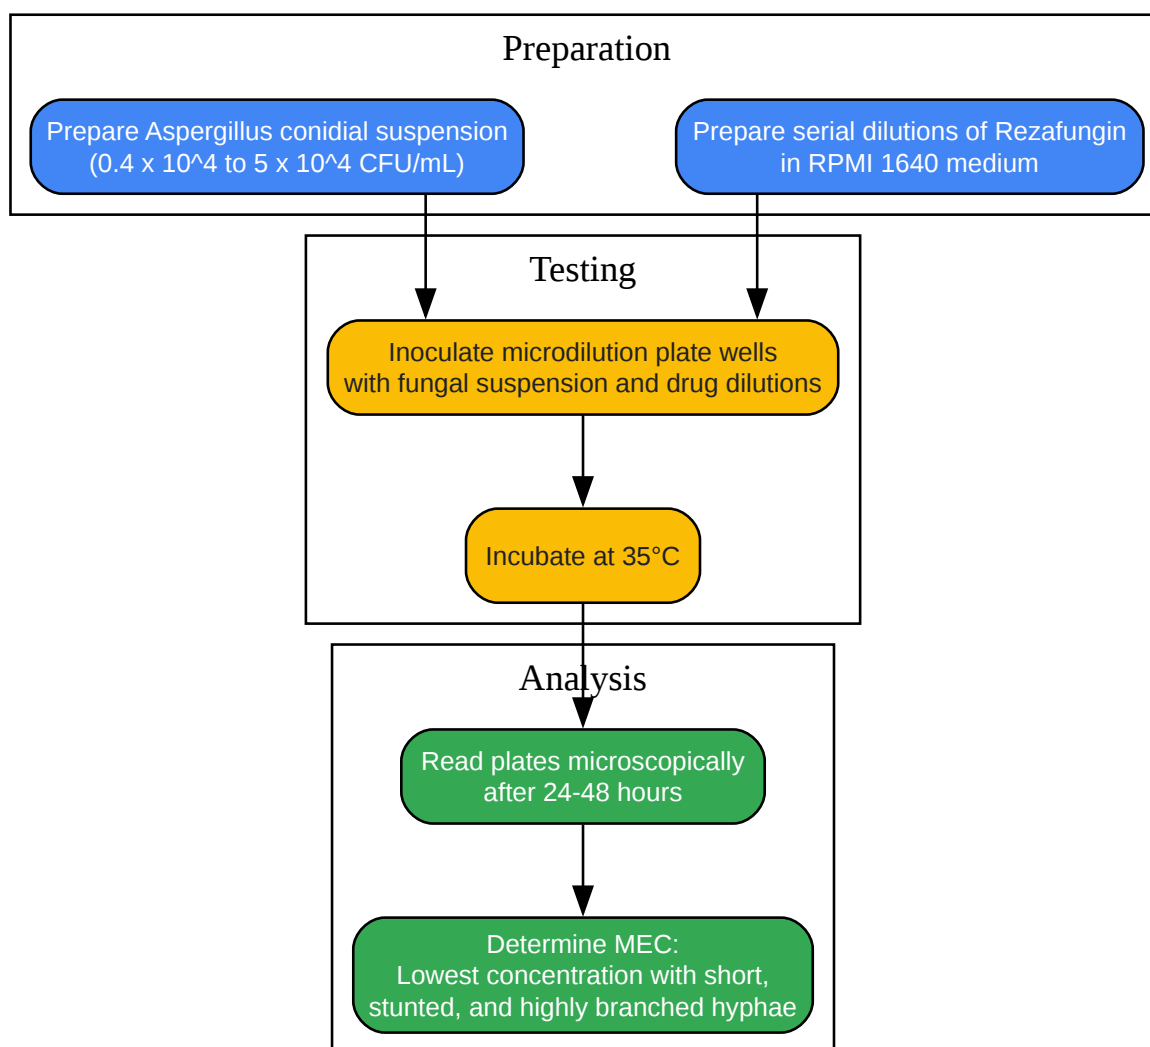 Preparation
Prepare Aspergillus conidial suspension
(0.4 x 10^4 to 5 x 10^4 CFU/mL)
Prepare serial dilutions of Rezafungin
in RPMI 1640 medium
Testing
Inoculate microdilution plate wells
with fungal suspension and drug dilutions
Incubate at 35°C
Analysis
Read plates microscopically
after 24-48 hours
Determine MEC:
Lowest concentration with short,
stunted, and highly branched hyphae